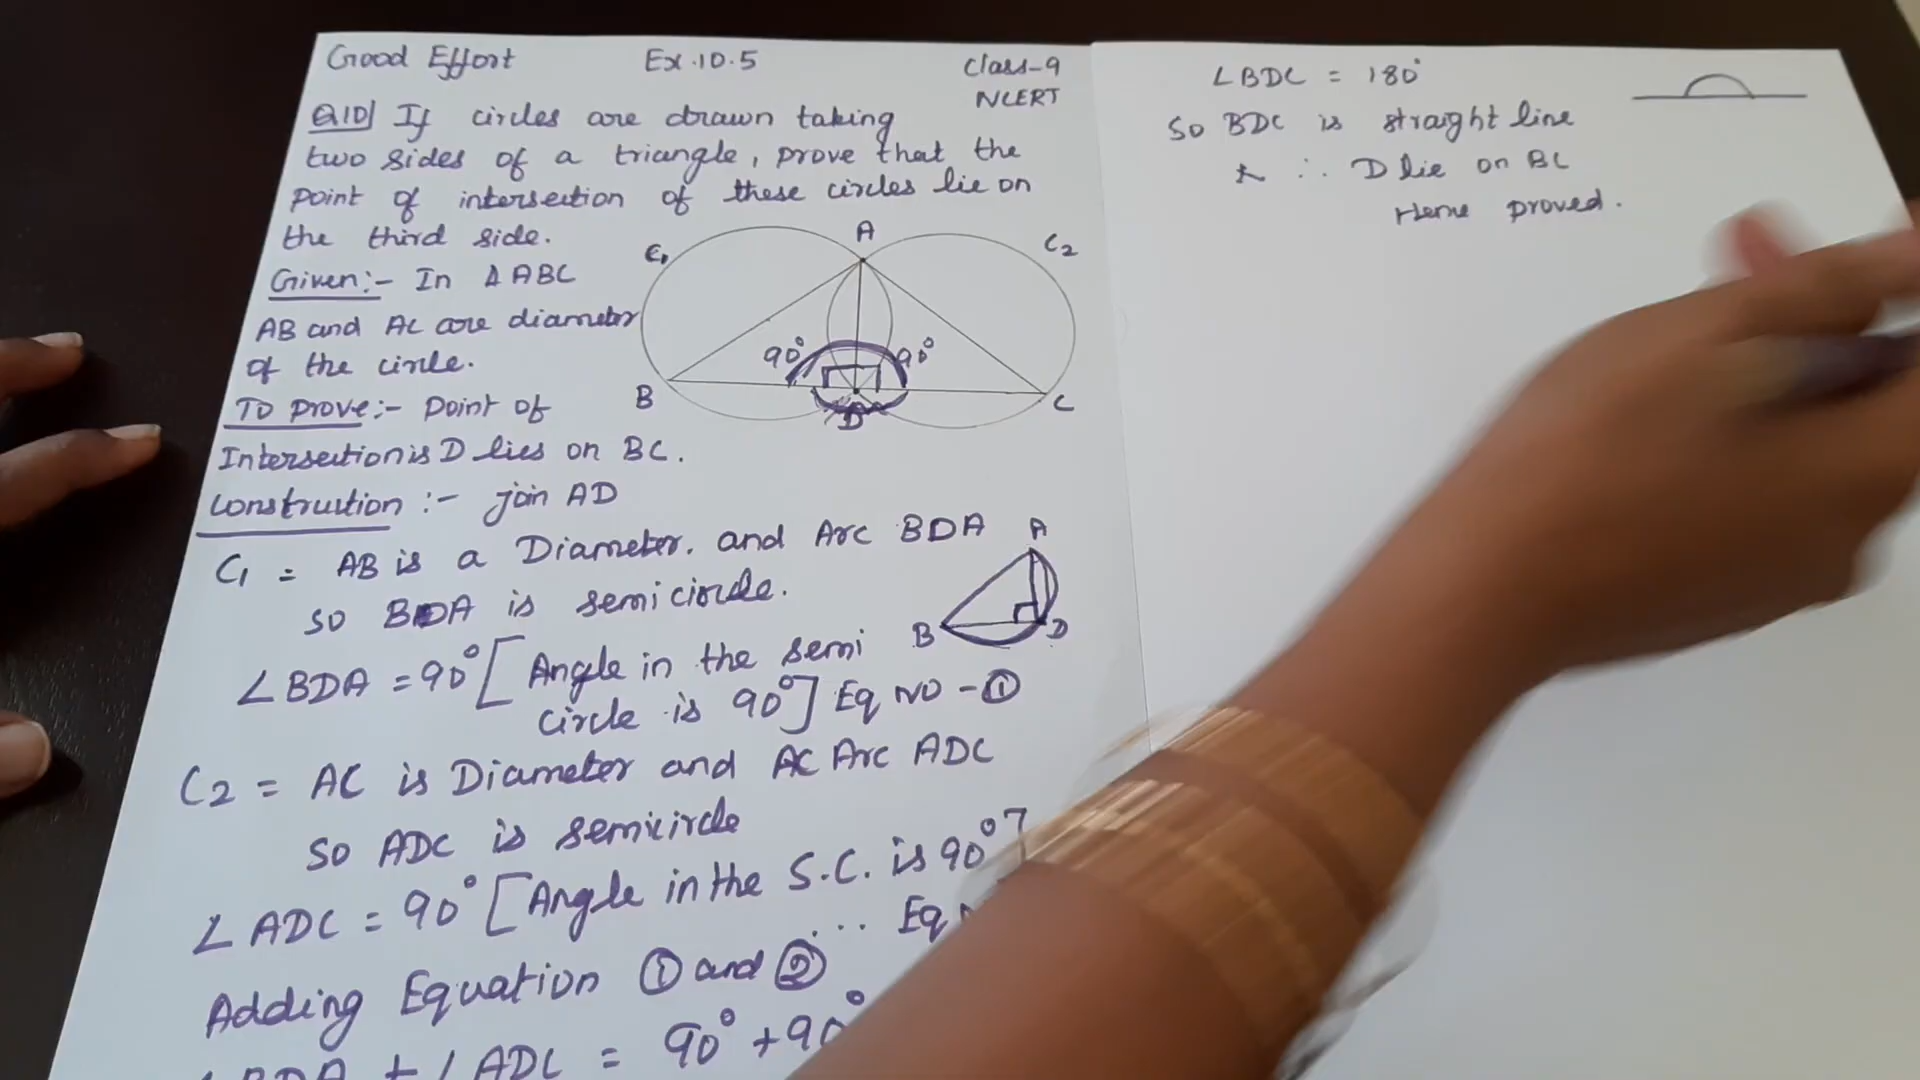 Good Effort Ex.10.5 Class-9
NCERT
Q10) If circles are drawn taking
two sides of a triangle, prove that the
point of intersection of these circles lie on
the third side.
Given:- In ΔABC
AB and AC are diameter
of the circle.
To prove:- point of
Intersection is D lies on BC.
Construction:- join AD
C1 A C2
90° 90°
B D C
C1 = AB is a Diameter. and Arc BDA
so BDA is semicircle.
A
B D
∠BDA = 90° [Angle in the semi
circle is 90°] Eq NO - ①
C2 = AC is Diameter and AC Arc ADC
so ADC is semicircle
∠ADC = 90° [Angle in the S.C. is 90°]
... Eq
Adding Equation ① and ②
∠BDA + ∠ADC = 90° + 90°
∠BDC = 180°
So BDC is straight line
∴ D lie on BC
Hence proved.